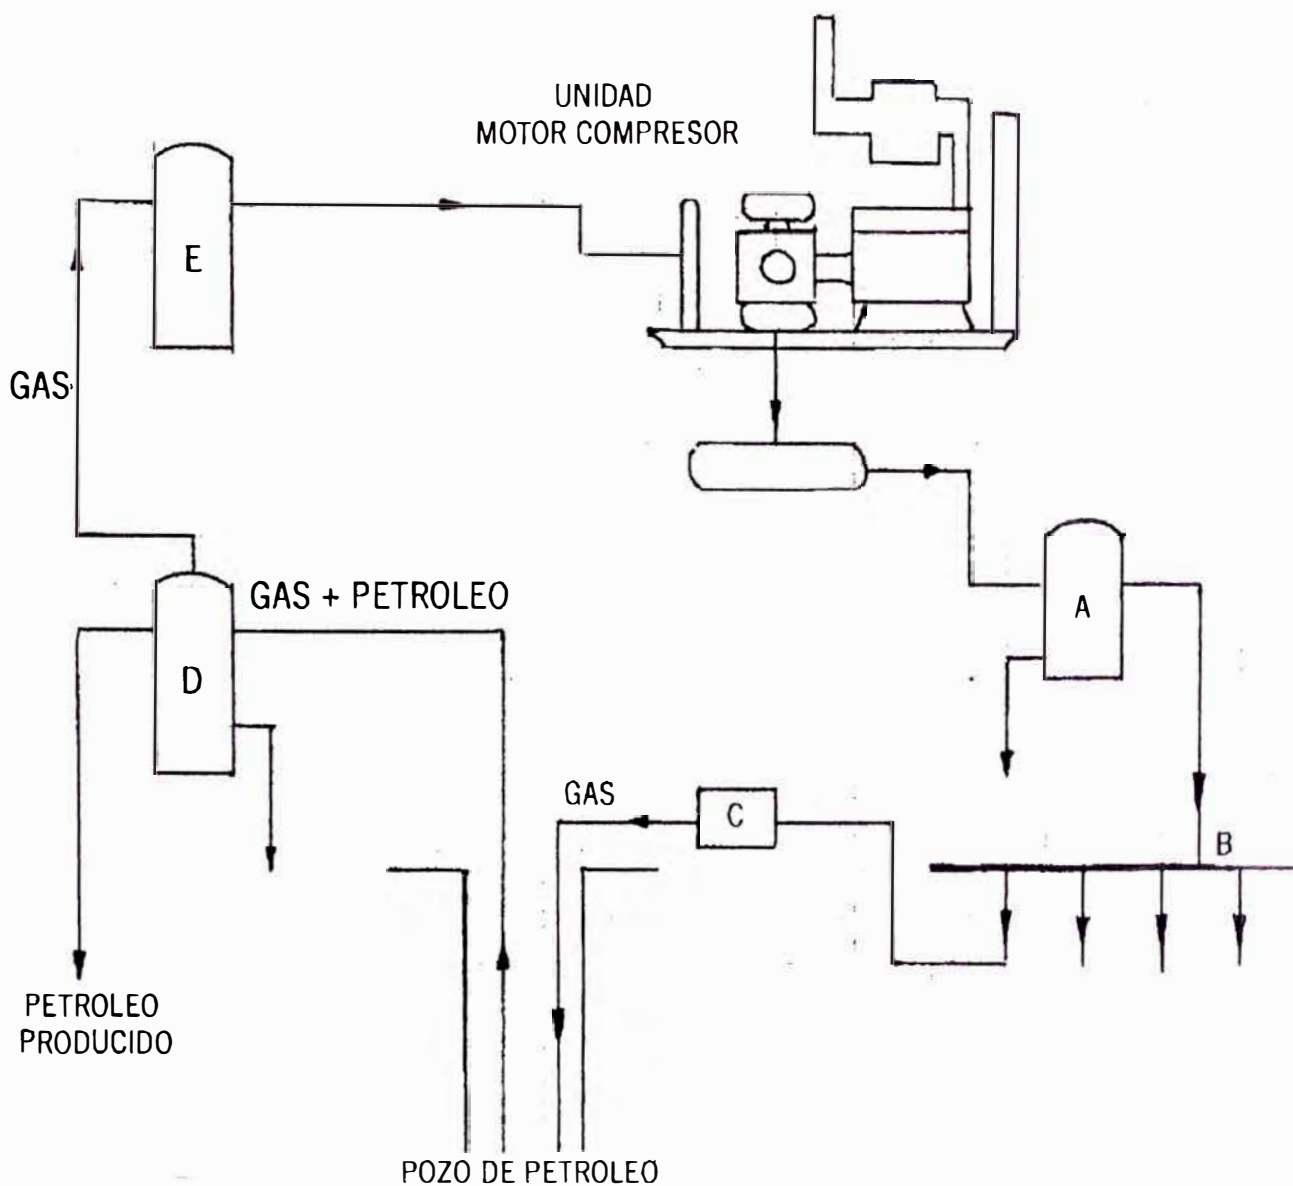 UNIDAD
MOTOR COMPRESOR
E
GAS
GAS + PETROLEO
A
D
GAS
C
B
PETROLEO
PRODUCIDO
POZO DE PETROLEO